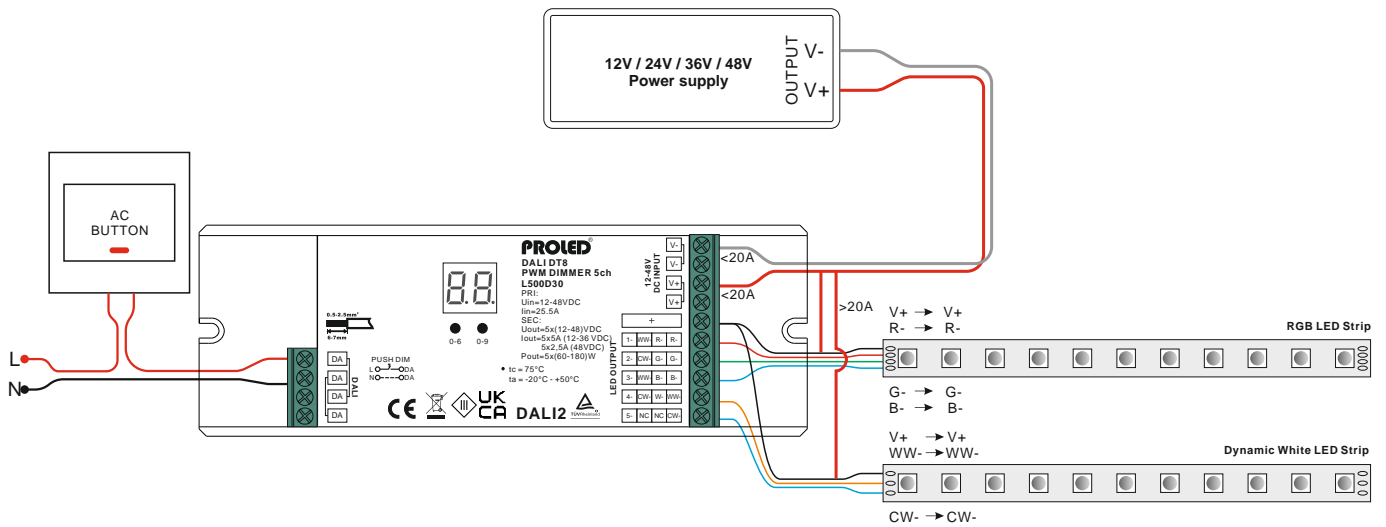 12V / 24V / 36V / 48V
Power supply
OUTPUT
V-
V+
AC
BUTTON
L
N
0.5-2.5mm²
6-7mm
DA
DA
DA
DA
DALI
PUSH DIM
L DA
N DA
88
0-6 0-9
PROLED®
DALI DT8
PWM DIMMER 5ch
L500D30
PRI:
Uin=12-48VDC
Iin=25.5A
SEC:
Uout=5x(12-48)VDC
Iout=5x5A (12-36 VDC)
5x2,5A (48VDC)
Pout=5x(60-180)W
• tc = 75°C
ta = -20°C - +50°C
CE
III
UK
CA
DALI2
TÜVRheinland
12-48V
DC INPUT
V-
V-
V+
V+
LED OUTPUT
+
1- WW- R- R-
2- CW- G- G-
3- WW- B- B-
4- CW- W- WW-
5- NC NC CW-
<20A
<20A
>20A
V+ → V+
R- → R-
RGB LED Strip
G- → G-
B- → B-
V+ → V+
WW- → WW-
Dynamic White LED Strip
CW- → CW-